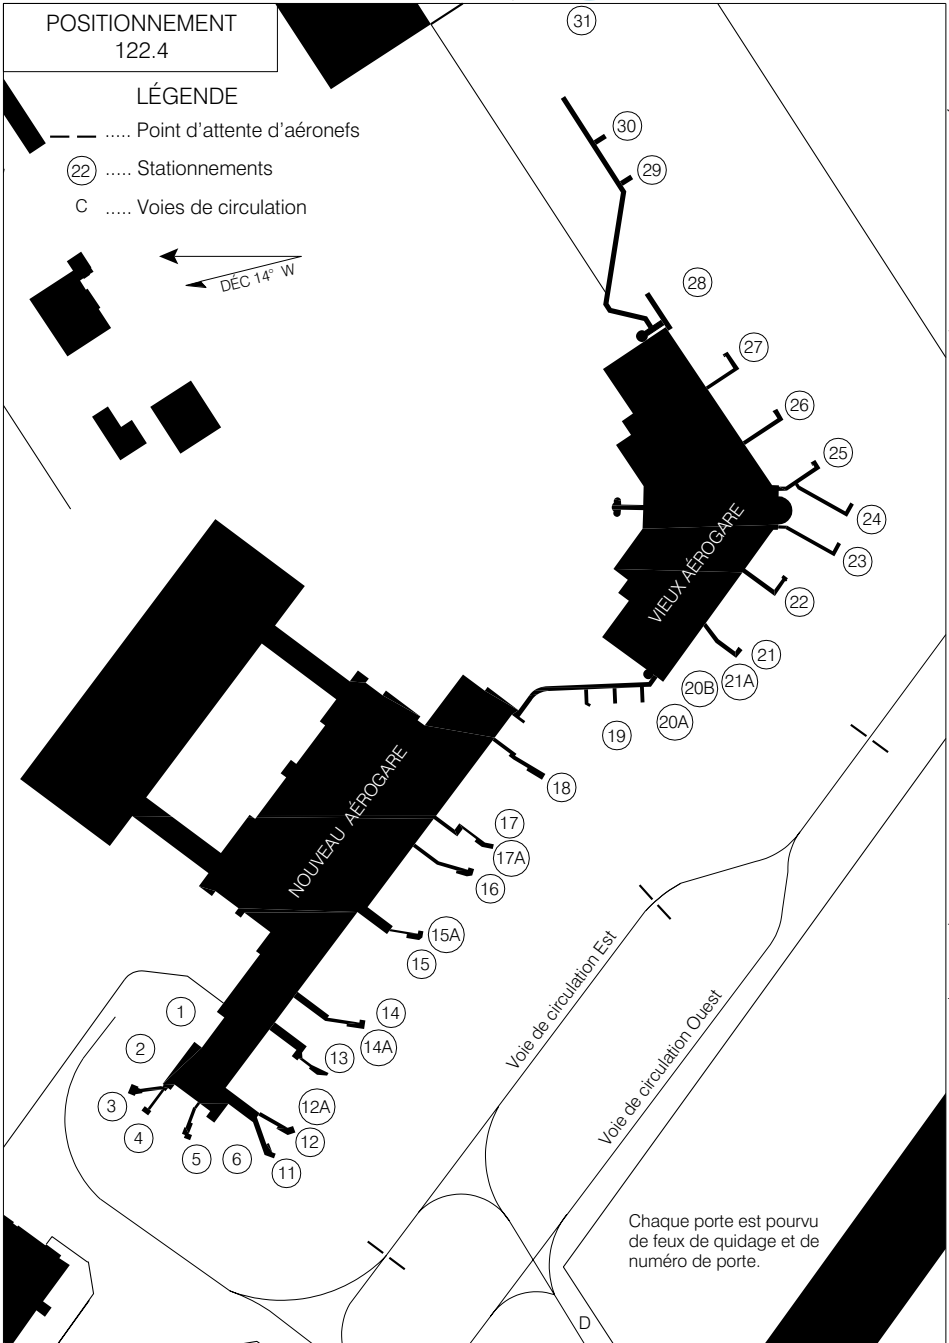 POSITIONNEMENT
122.4
LÉGENDE
..... Point d'attente d'aéronefs
22 ..... Stationnements
C ..... Voies de circulation
DÉC 14° W
31
30
29
28
27
26
25
24
23
22
21
21A
20B
20A
19
18
17
17A
16
15A
15
14
14A
13
12A
12
11
6
5
4
3
2
1
VIEUX AÉROGARE
NOUVEAU AÉROGARE
Voie de circulation Est
Voie de circulation Ouest
Chaque porte est pourvu
de feux de quidage et de
numéro de porte.
D